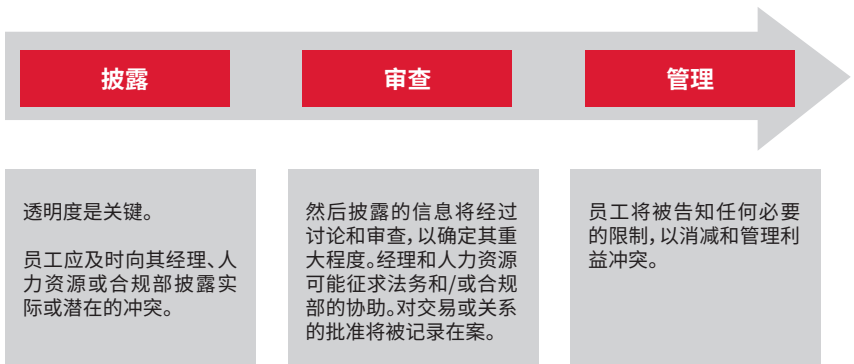 披露
审查
管理
透明度是关键。
员工应及时向其经理、人
力资源或合规部披露实
际或潜在的冲突。
然后披露的信息将经过
讨论和审查，以确定其重
大程度。经理和人力资源
可能征求法务和/或合规
部的协助。对交易或关系
的批准将被记录在案。
员工将被告知任何必要
的限制，以消减和管理利
益冲突。